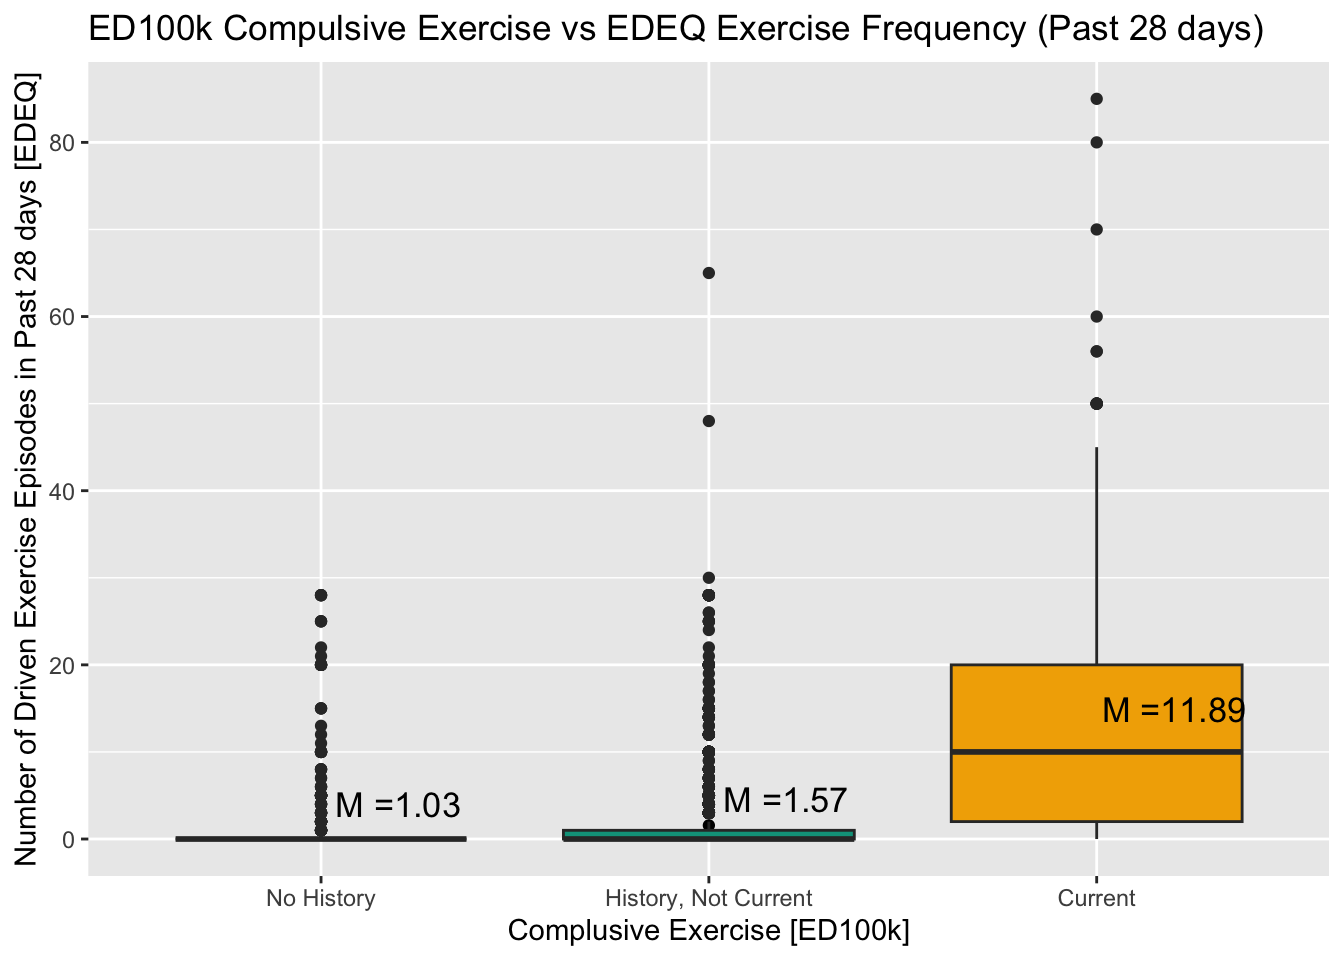 ED100k Compulsive Exercise vs EDEQ Exercise Frequency (Past 28 days)
Number of Driven Exercise Episodes in Past 28 days [EDEQ]
80
60
40
20
0
M =1.03
M =1.57
M =11.89
No History
History, Not Current
Current
Complusive Exercise [ED100k]